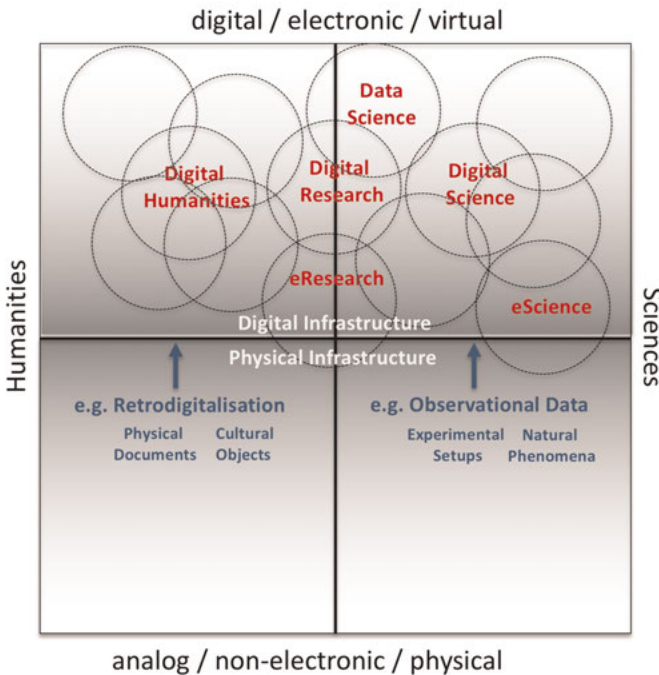 digital / electronic / virtual
Data
Science
Digital
Humanities
Digital
Research
Digital
Science
eResearch
eScience
Digital Infrastructure
Physical Infrastructure
Humanities
Sciences
e.g. Retrodigitalisation
Physical
Documents
Cultural
Objects
e.g. Observational Data
Experimental
Setups
Natural
Phenomena
analog / non-electronic / physical